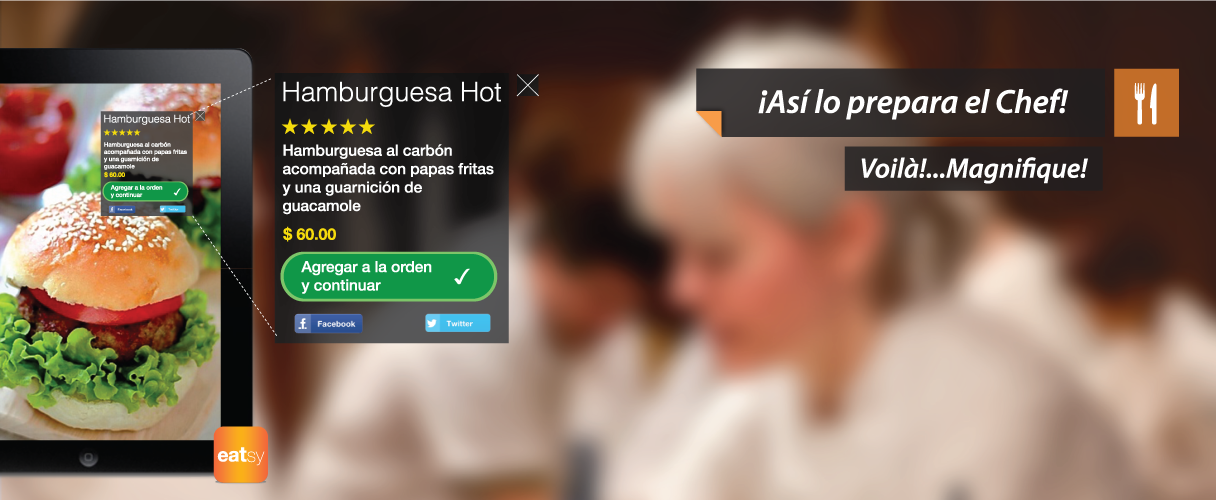 Hamburguesa Hot
★★★★★
Hamburguesa al carbón
acompañada con papas fritas
y una guarnición de
guacamole
$ 60.00
Agregar a la orden
y continuar ✓
Facebook Twitter
Hamburguesa Hot
★★★★★
Hamburguesa al carbón
acompañada con papas fritas
y una guarnición de
guacamole
$ 60.00
Agregar a la orden
y continuar ✓
Facebook Twitter
¡Así lo prepara el Chef!
Voilà!...Magnifique!
eatsy